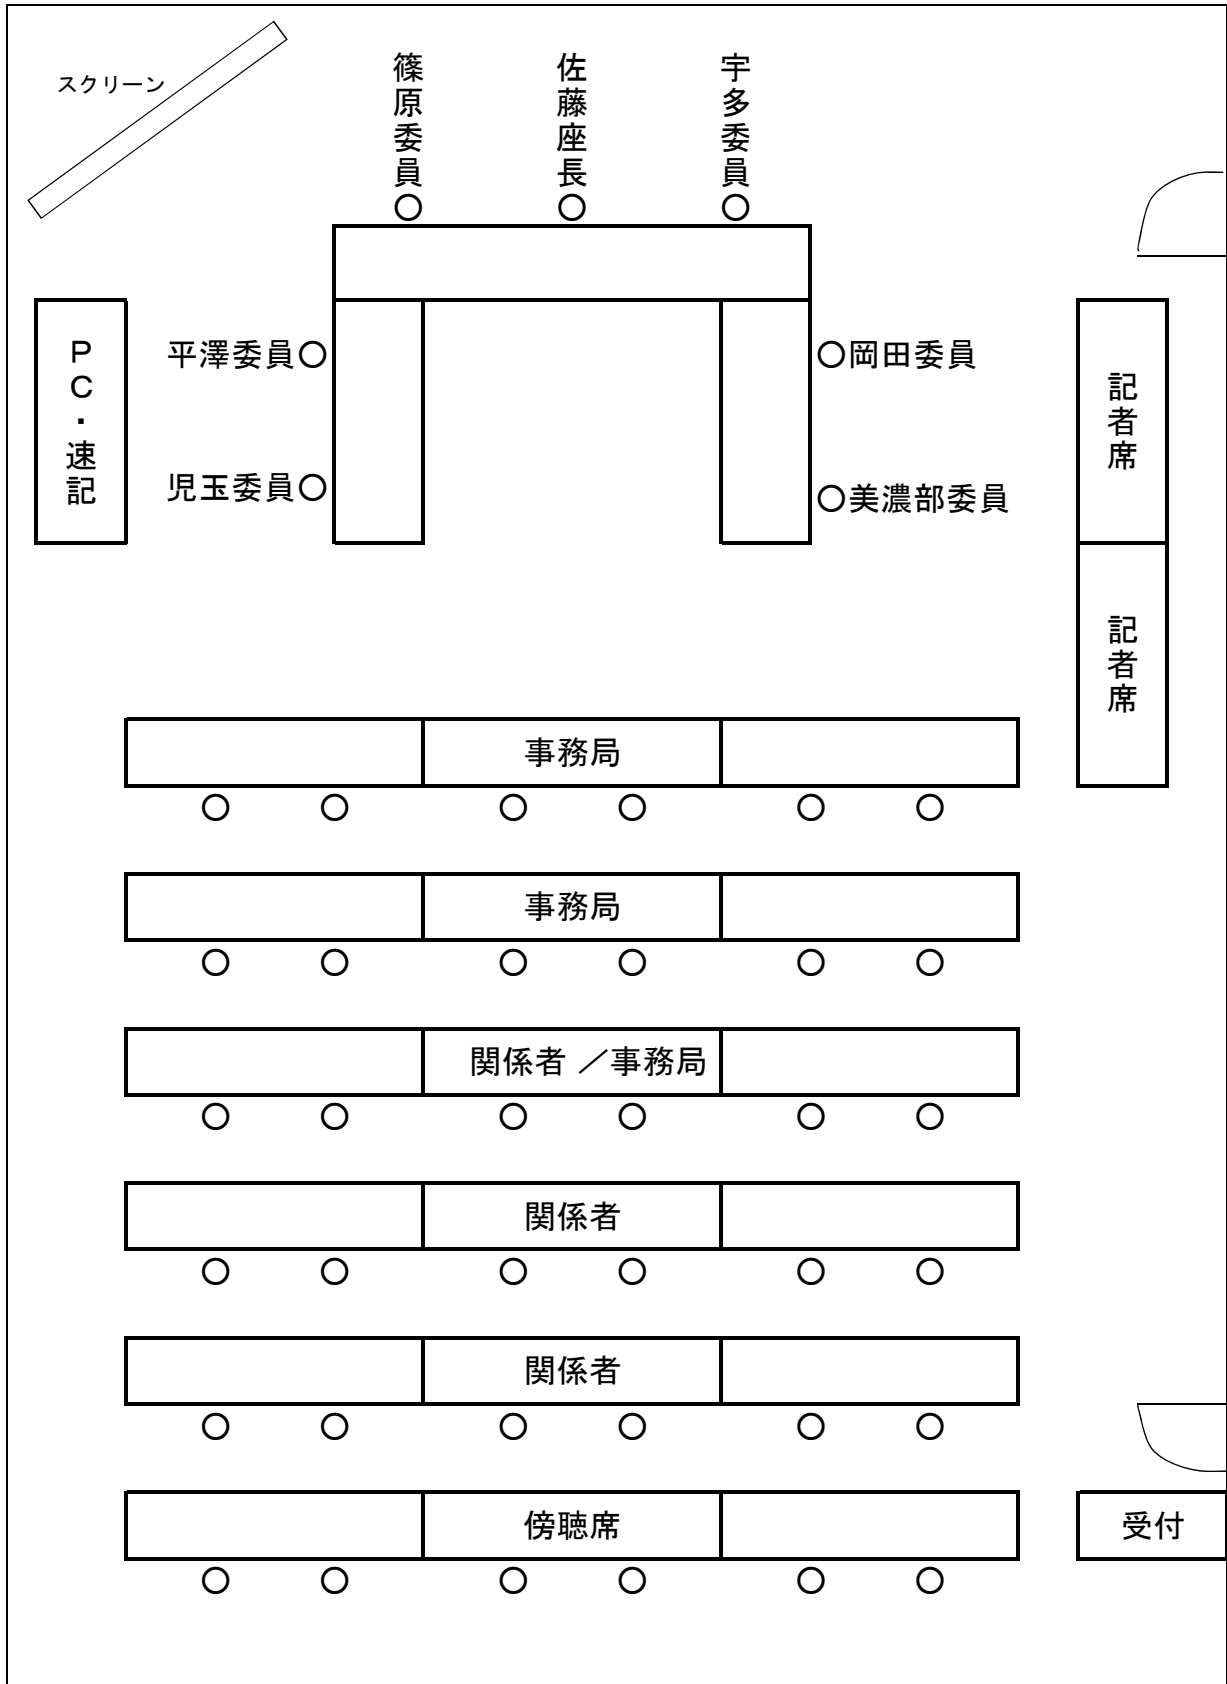 スクリーン
篠原委員○
佐藤座長○
宇多委員○
PC・速記
平澤委員○
○岡田委員
児玉委員○
○美濃部委員
記者席
記者席
事務局
事務局
関係者 ／事務局
関係者
関係者
傍聴席
受付